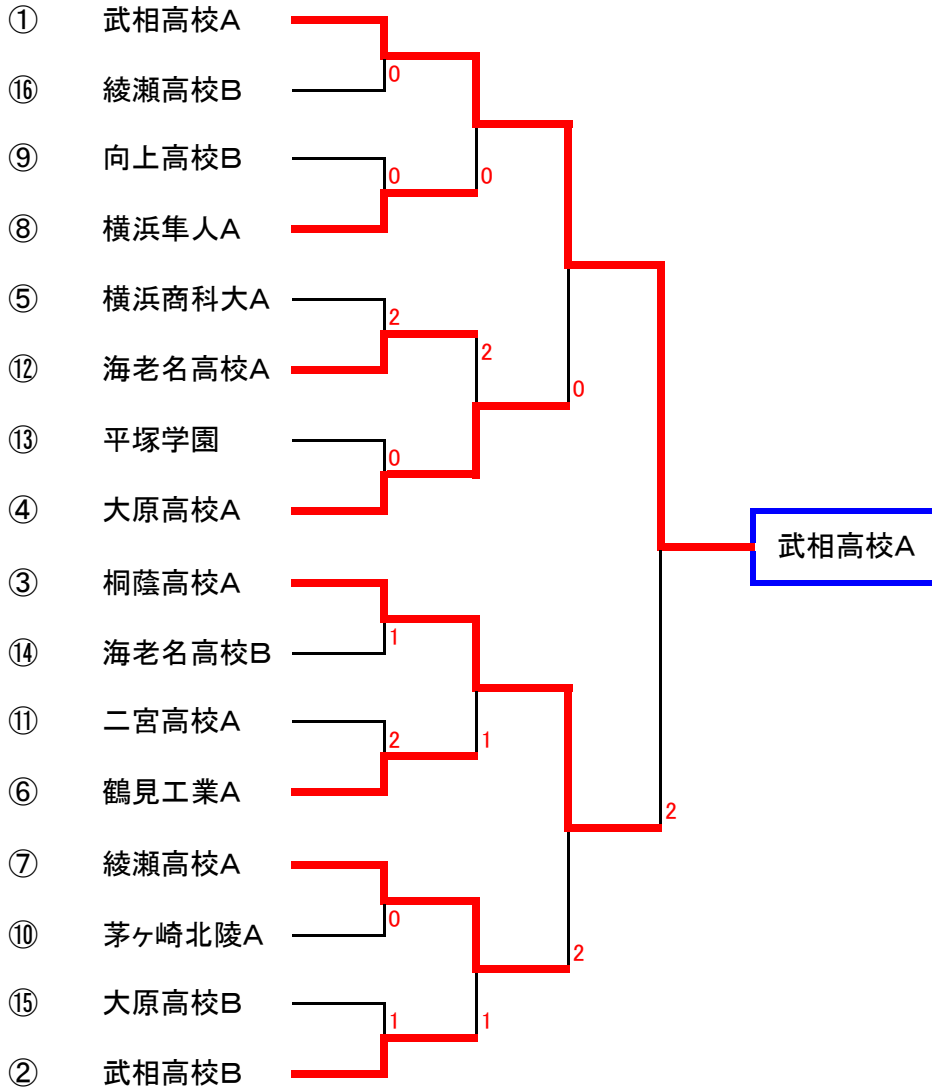 ① 武相高校A
0
⑯ 綾瀬高校B
⑨ 向上高校B
0 0
⑧ 横浜隼人A
⑤ 横浜商科大A
2
2
⑫ 海老名高校A
0
⑬ 平塚学園
0
④ 大原高校A
武相高校A
③ 桐蔭高校A
1
⑭ 海老名高校B
⑪ 二宮高校A
2 1
⑥ 鶴見工業A
2
⑦ 綾瀬高校A
0
⑩ 茅ヶ崎北陵A
2
⑮ 大原高校B
1 1
② 武相高校B